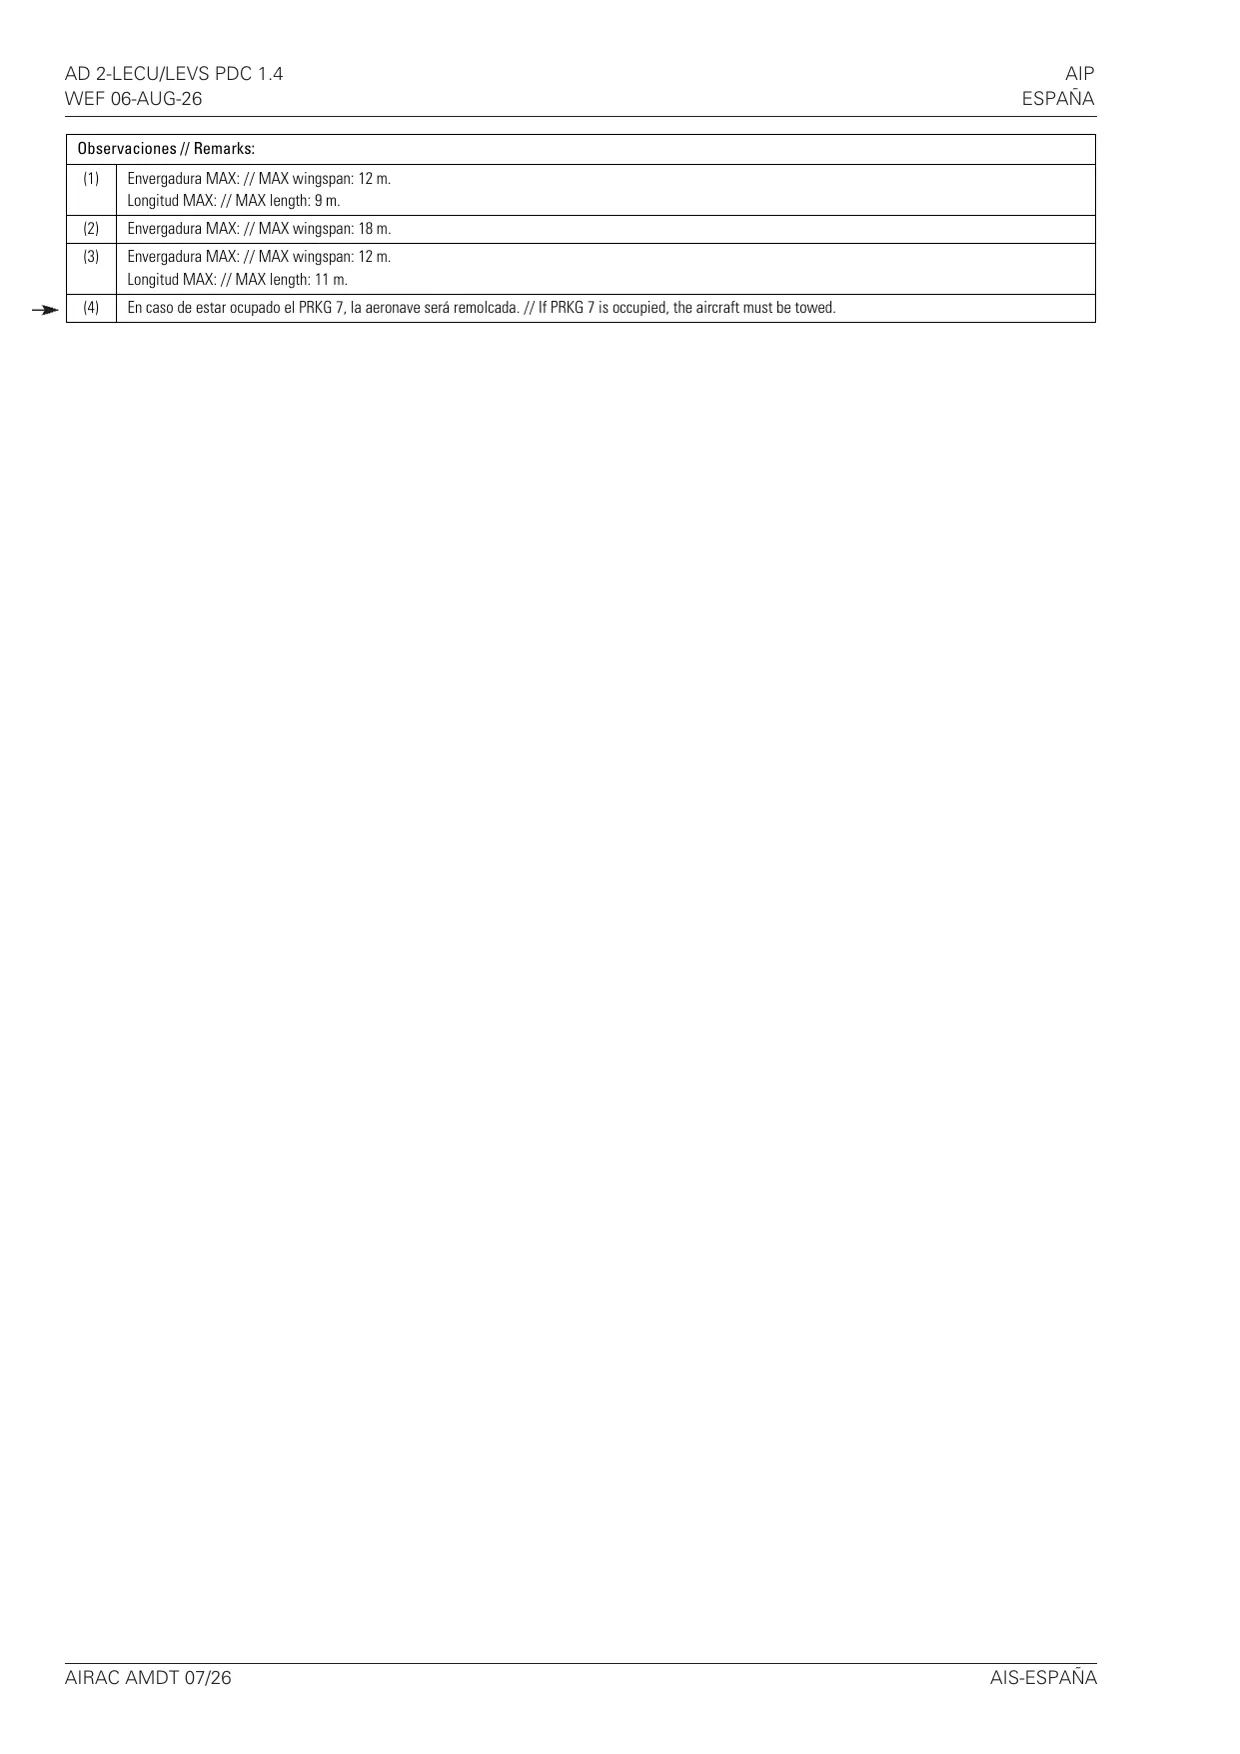 AD 2-LECU/LEVS PDC 1.4
AIP
WEF 06-AUG-26
ESPAÑA
Observaciones // Remarks:
(1) Envergadura MAX: // MAX wingspan: 12 m.
Longitud MAX: // MAX length: 9 m.
(2) Envergadura MAX: // MAX wingspan: 18 m.
(3) Envergadura MAX: // MAX wingspan: 12 m.
Longitud MAX: // MAX length: 11 m.
(4) En caso de estar ocupado el PRKG 7, la aeronave será remolcada. // If PRKG 7 is occupied, the aircraft must be towed.
AIRAC AMDT 07/26
AIS-ESPAÑA